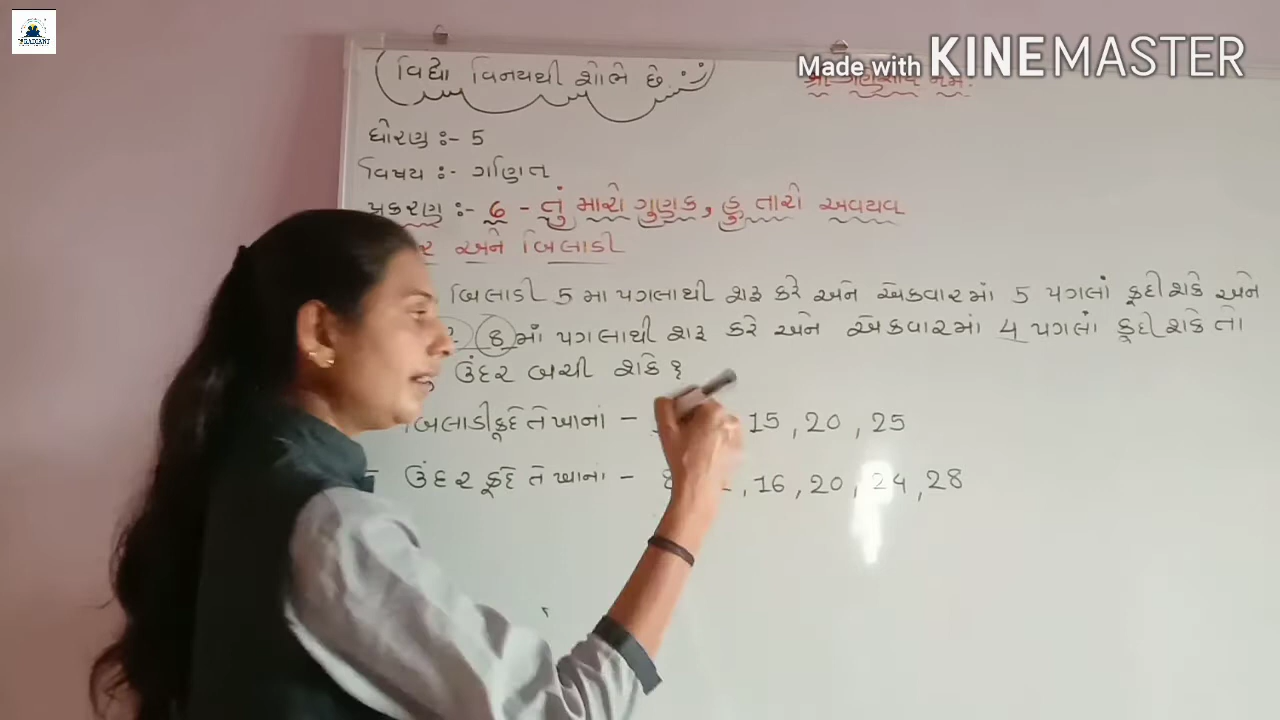 Made with KINEMASTER
વિદ્યા વિનયથી શોભે છે.
ધોરણ :- 5
વિષય :- ગણિત
પ્રકરણ :- 6 - તું મારો ગુણક, હું તારો અવયવ
અને બિલાડી
બિલાડી 5 મા પગલાથી શરૂ કરે અને એકવારમાં 5 પગલાં કૂદી શકે અને
8 માં પગલાથી શરૂ કરે અને એકવારમાં 4 પગલાં કૂદી શકે તો
ઉંદર બચી શકે ?
બિલાડી કૂદે તે ખાનાં - , 15 , 20 , 25
ઉંદર કૂદે તે ખાનાં - 8 , 16 , 20 , 24 , 28